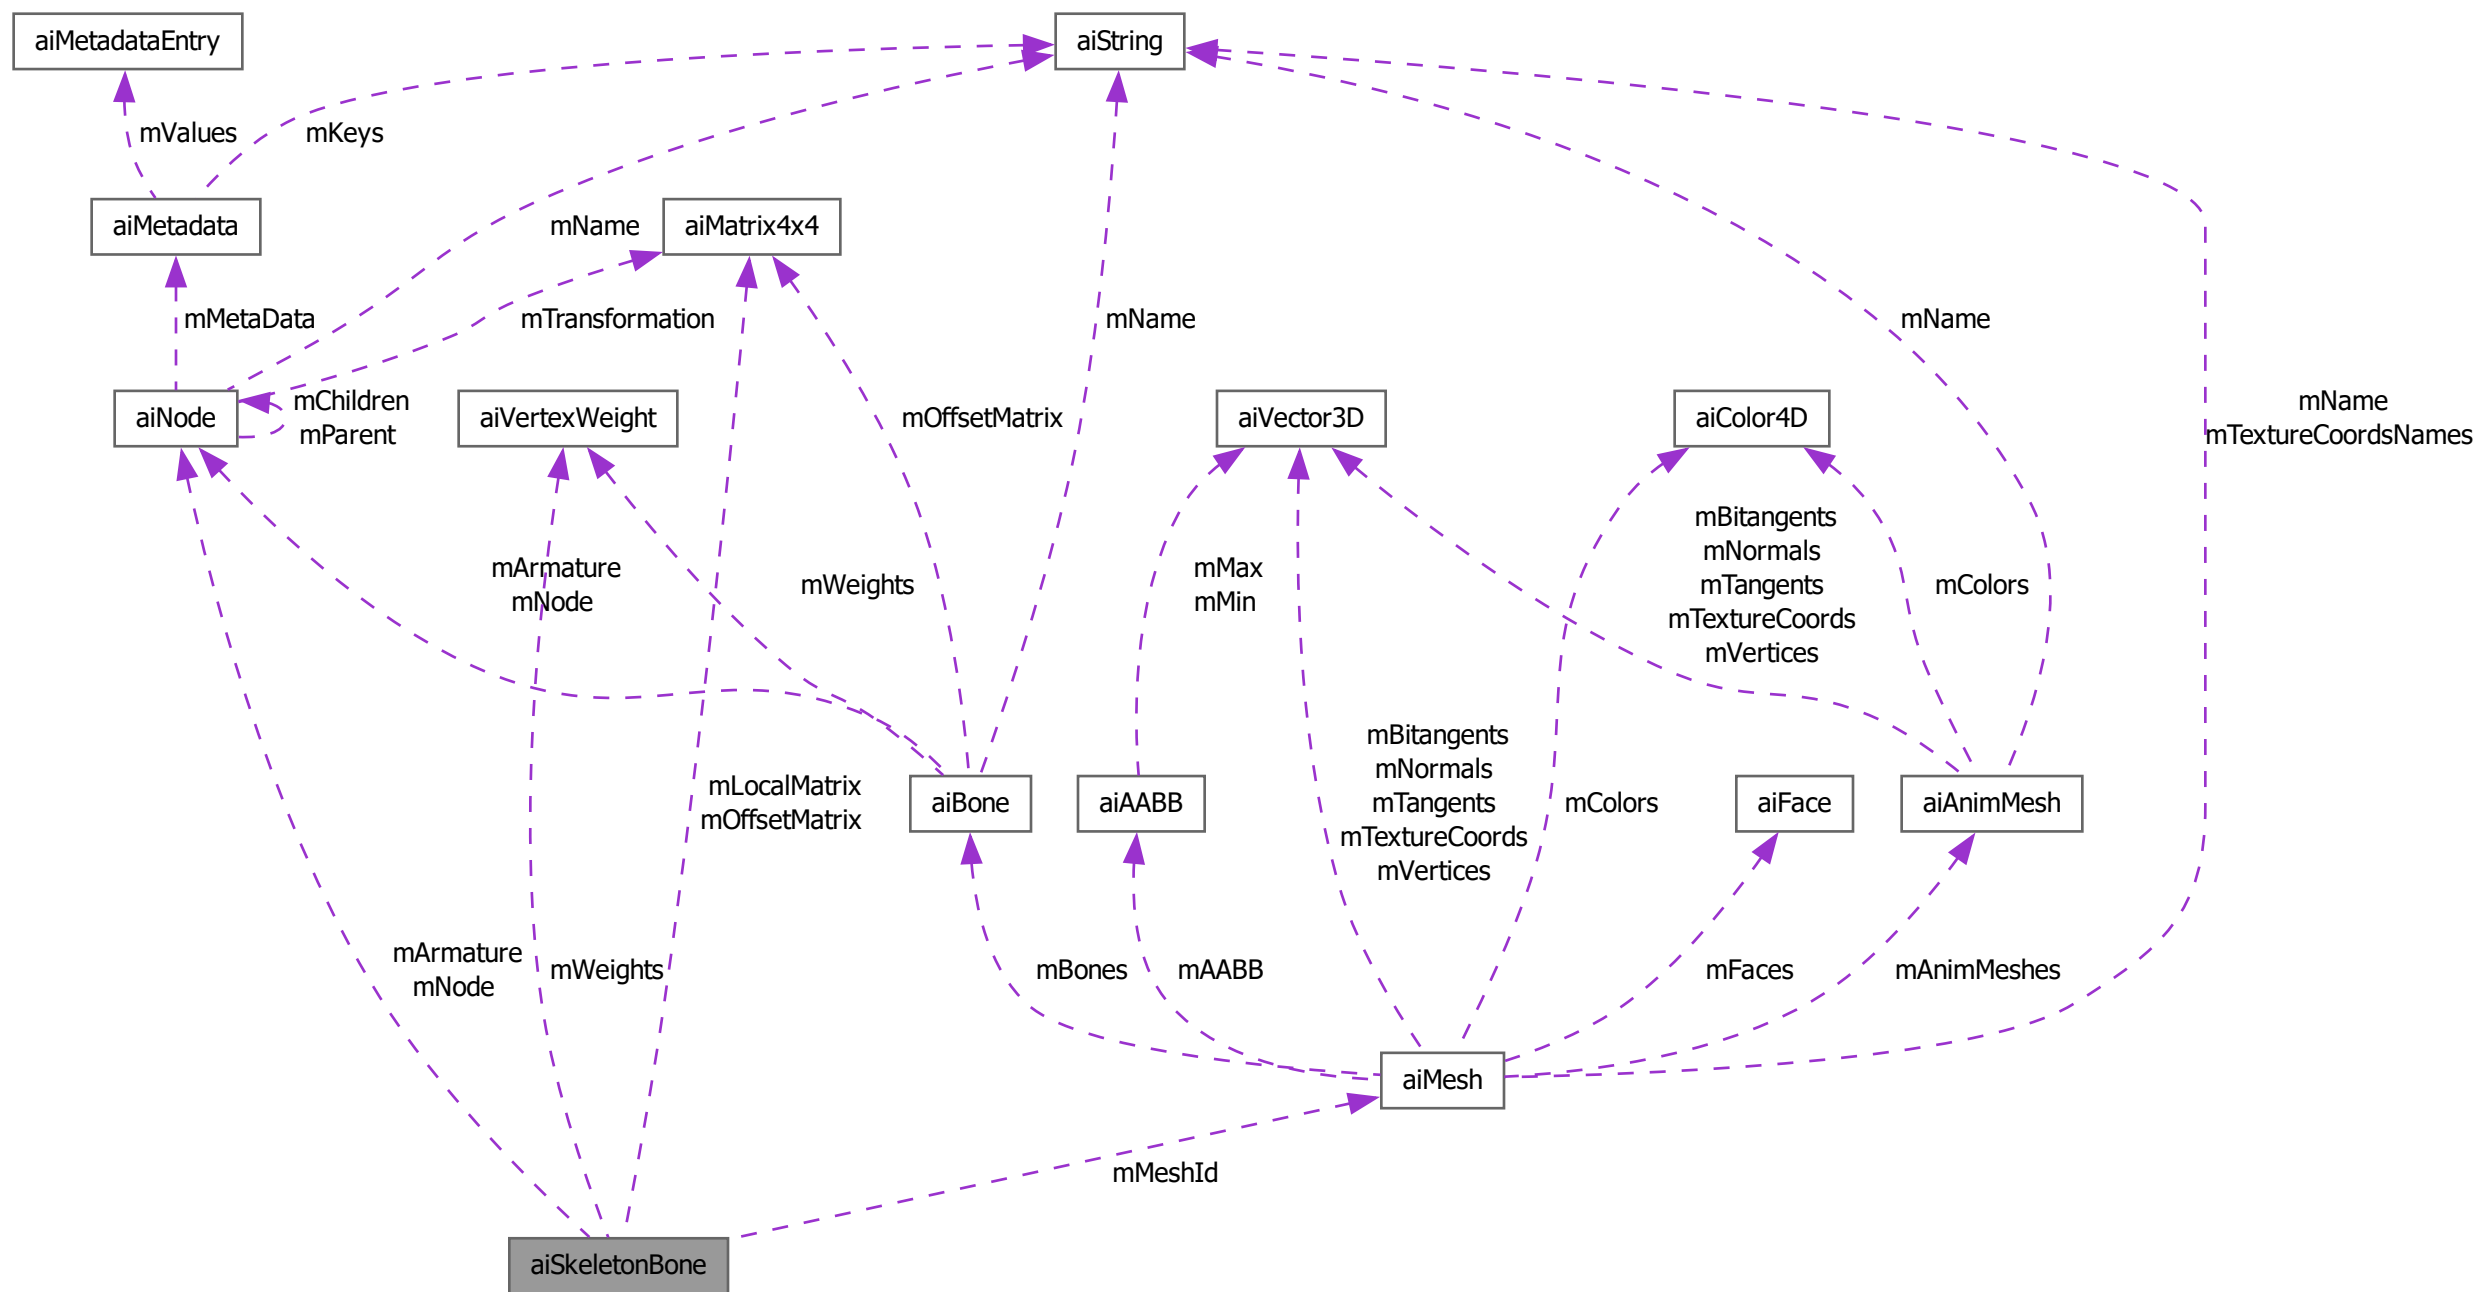 aiMetadataEntry
aiString
mValues
mKeys
aiMetadata
mName
aiMatrix4x4
mMetaData
mTransformation
mName
mName
aiNode
mChildren
mParent
aiVertexWeight
mOffsetMatrix
aiVector3D
aiColor4D
mName
mTextureCoordsNames
mArmature
mNode
mWeights
mMax
mMin
mBitangents
mNormals
mTangents
mTextureCoords
mVertices
mColors
mLocalMatrix
mOffsetMatrix
aiBone
aiAABB
mBitangents
mNormals
mTangents
mTextureCoords
mVertices
mColors
aiFace
aiAnimMesh
mArmature
mNode
mWeights
mBones
mAABB
mFaces
mAnimMeshes
aiMesh
mMeshId
aiSkeletonBone